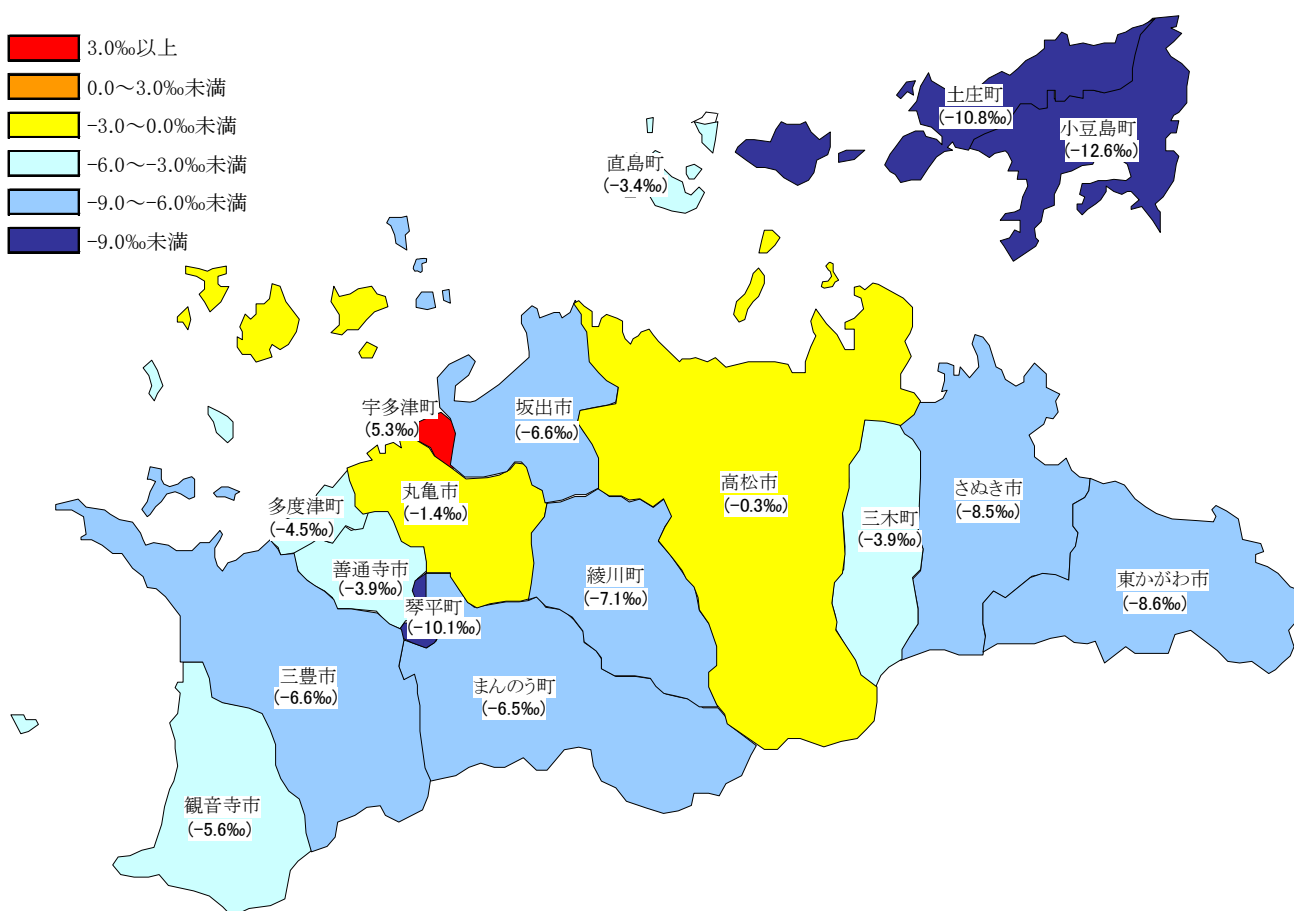 3.0‰以上
0.0～3.0‰未満
-3.0～0.0‰未満
-6.0～-3.0‰未満
-9.0～-6.0‰未満
-9.0‰未満
土庄町
(-10.8‰)
小豆島町
(-12.6‰)
直島町
(-3.4‰)
宇多津町
(5.3‰)
坂出市
(-6.6‰)
高松市
(-0.3‰)
さぬき市
(-8.5‰)
丸亀市
(-1.4‰)
多度津町
(-4.5‰)
三木町
(-3.9‰)
善通寺市
(-3.9‰)
綾川町
(-7.1‰)
東かがわ市
(-8.6‰)
琴平町
(-10.1‰)
三豊市
(-6.6‰)
まんのう町
(-6.5‰)
観音寺市
(-5.6‰)